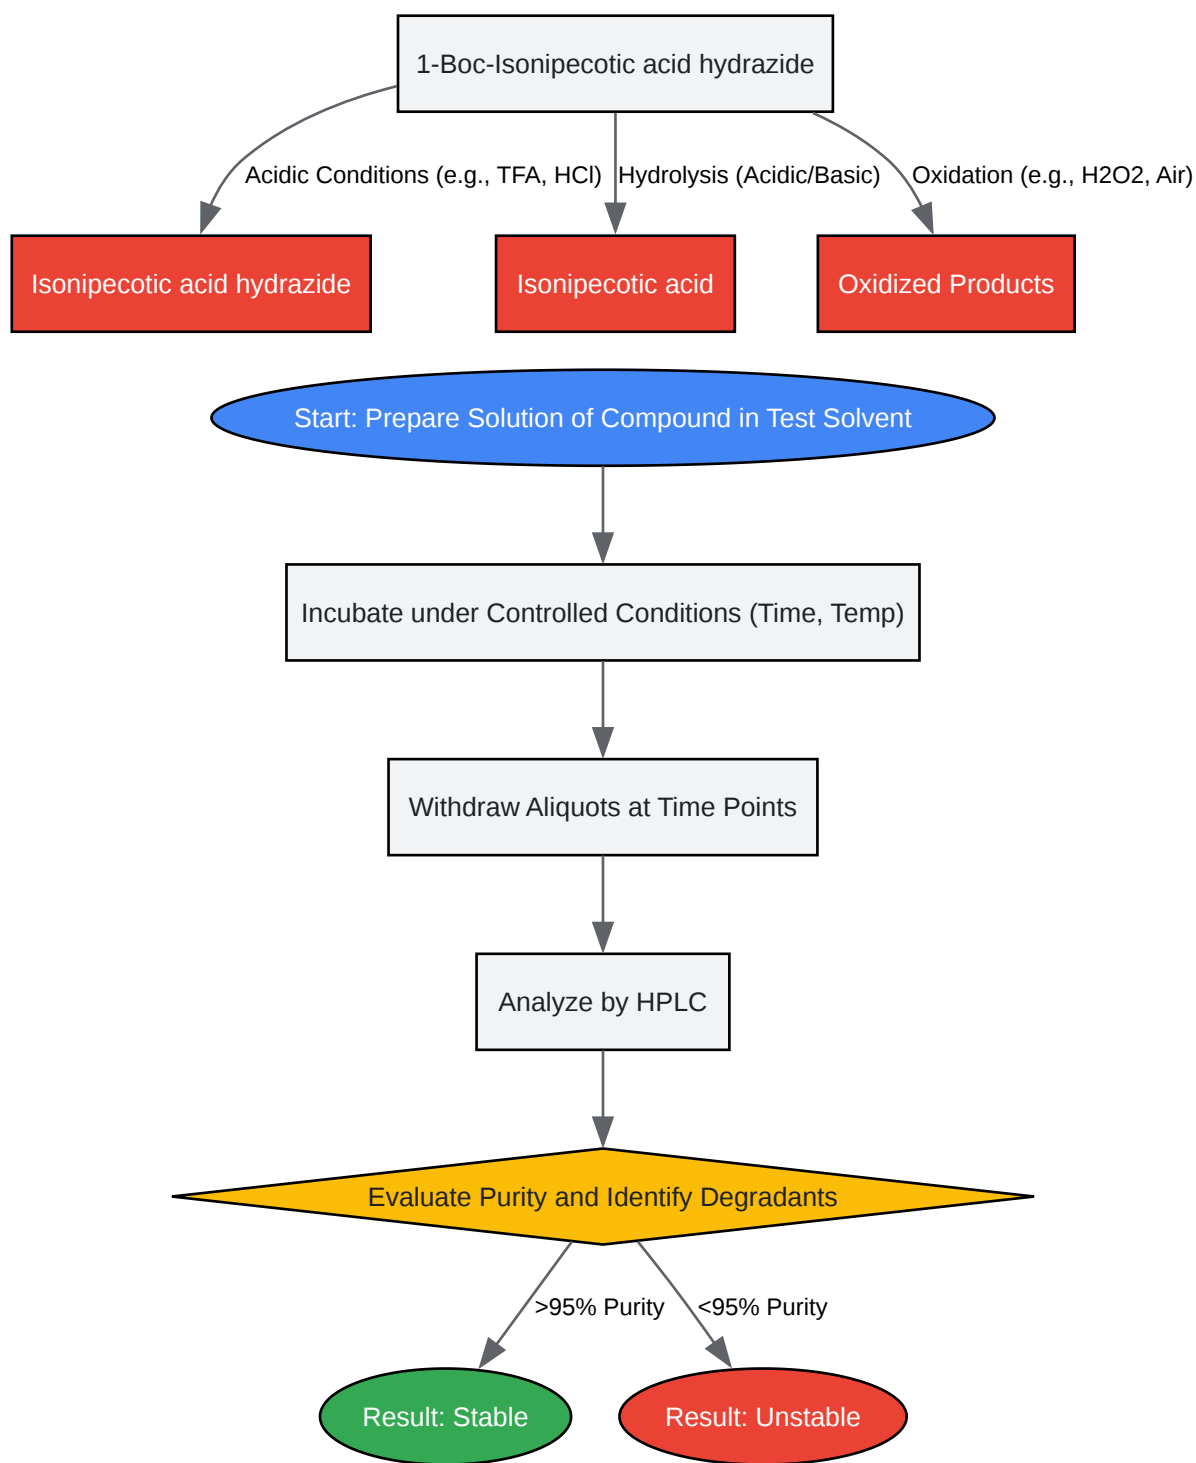 1-Boc-Isonipecotic acid hydrazide
Acidic Conditions (e.g., TFA, HCl)
Hydrolysis (Acidic/Basic)
Oxidation (e.g., H2O2, Air)
Isonipecotic acid hydrazide
Isonipecotic acid
Oxidized Products
Start: Prepare Solution of Compound in Test Solvent
Incubate under Controlled Conditions (Time, Temp)
Withdraw Aliquots at Time Points
Analyze by HPLC
Evaluate Purity and Identify Degradants
>95% Purity
<95% Purity
Result: Stable
Result: Unstable